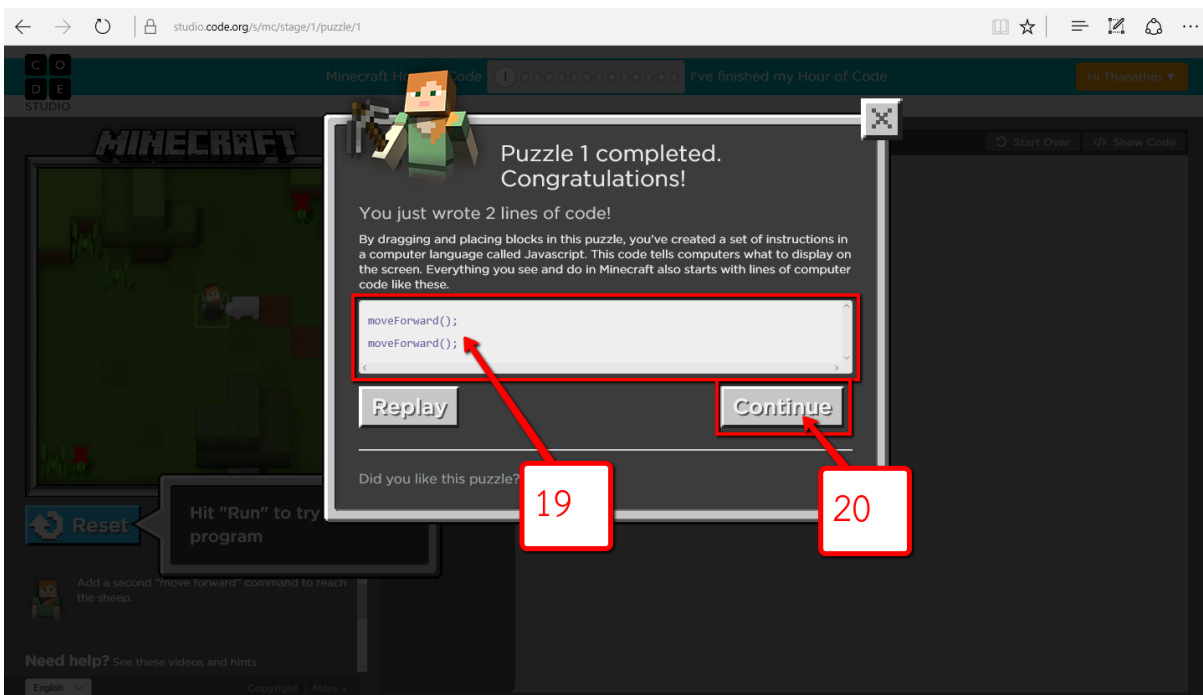 studio.code.org/s/mc/stage/1/puzzle/1
C O
D E
STUDIO
Minecraft Hour of Code
1
I've finished my Hour of Code
Hi Thanathip ▼
MINECRAFT
Start Over
</> Show Code
Puzzle 1 completed.
Congratulations!
You just wrote 2 lines of code!
By dragging and placing blocks in this puzzle, you've created a set of instructions in
a computer language called Javascript. This code tells computers what to display on
the screen. Everything you see and do in Minecraft also starts with lines of computer
code like these.
moveForward();
moveForward();
Replay
Continue
Did you like this puzzle?
19
20
Reset
Hit "Run" to try
program
Add a second "move forward" command to reach
the sheep.
Need help? See these videos and hints
English
Copyright | More